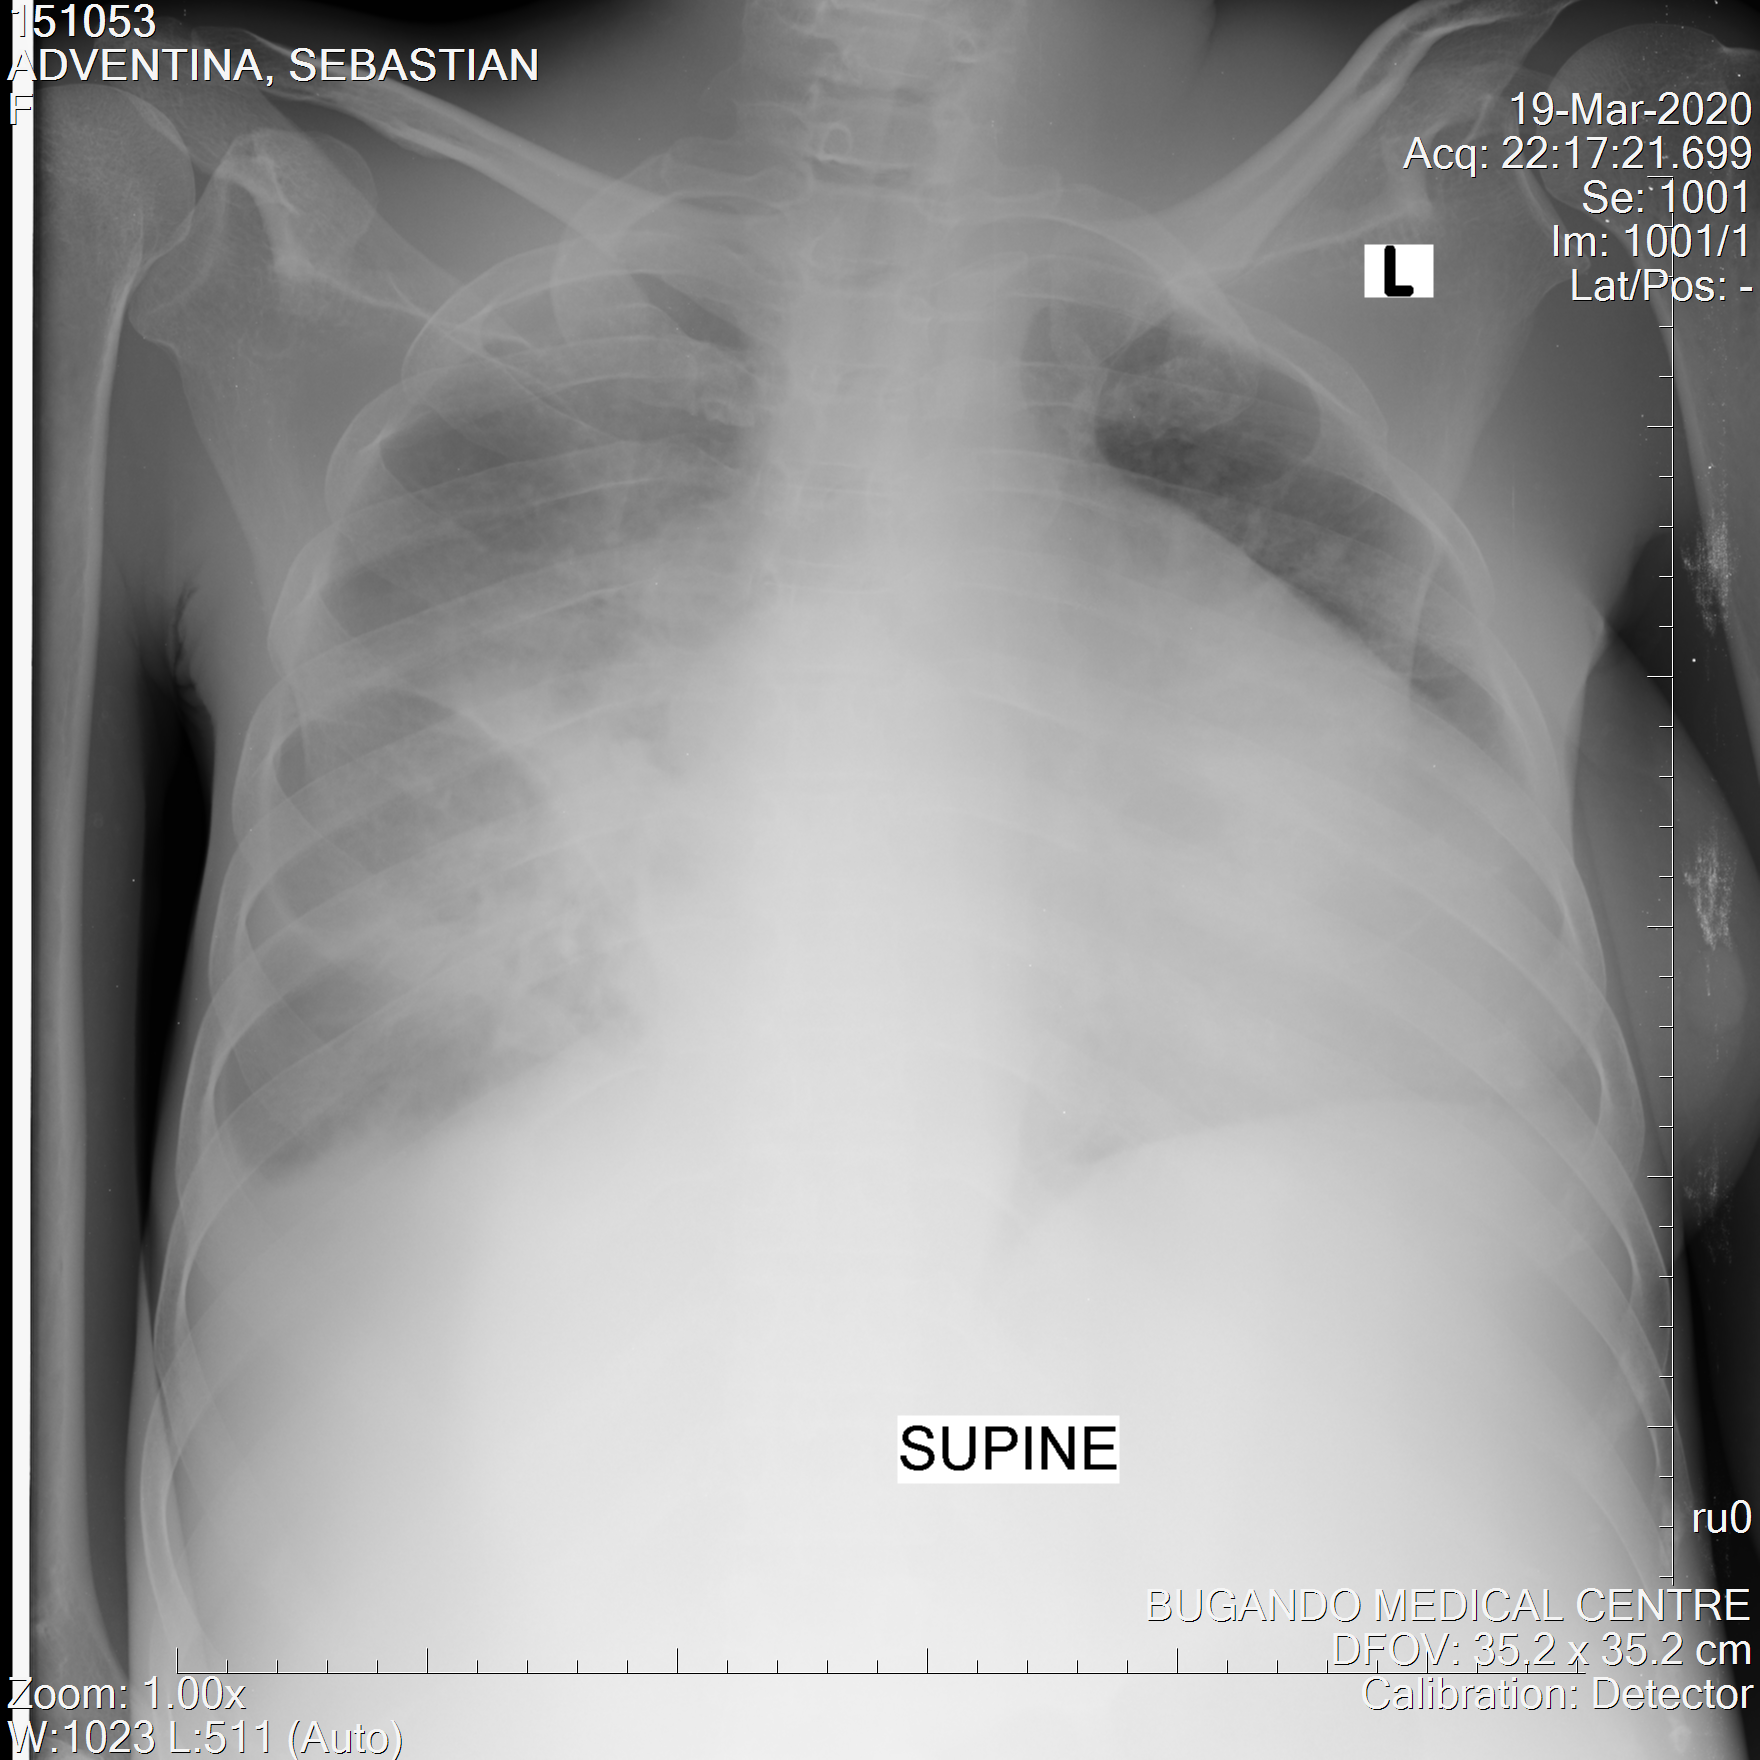 151053
ADVENTINA, SEBASTIAN
F
19-Mar-2020
Acq: 22:17:21.699
Se: 1001
Im: 1001/1
Lat/Pos: -
L
SUPINE
ru0
BUGANDO MEDICAL CENTRE
DFOV: 35.2 x 35.2 cm
Calibration: Detector
Zoom: 1.00x
W:1023 L:511 (Auto)